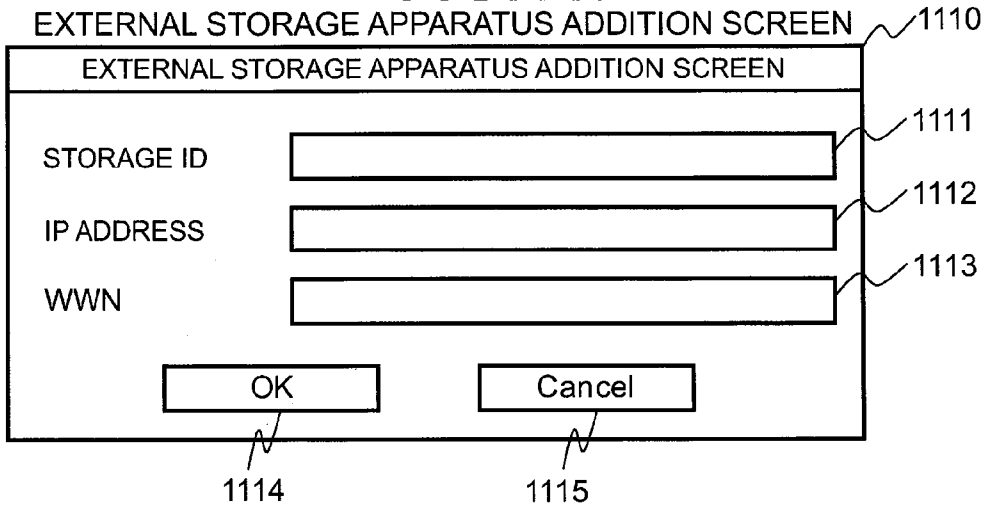 EXTERNAL STORAGE APPARATUS ADDITION SCREEN
1110
EXTERNAL STORAGE APPARATUS ADDITION SCREEN
STORAGE ID
1111
IP ADDRESS
1112
WWN
1113
OK
Cancel
1114
1115